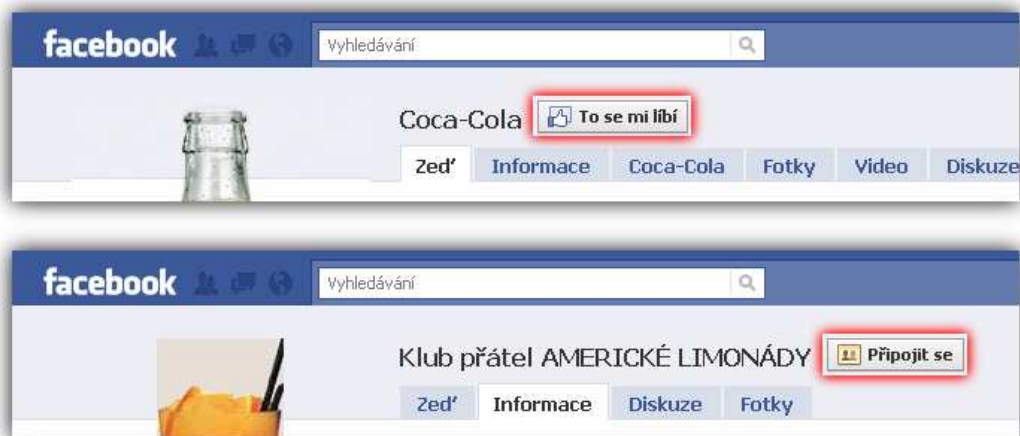 facebook Vyhledávání
Coca-Cola To se mi líbí
Zeď Informace Coca-Cola Fotky Video Diskuze
facebook Vyhledávání
Klub přátel AMERICKÉ LIMONÁDY Připojit se
Zeď Informace Diskuze Fotky